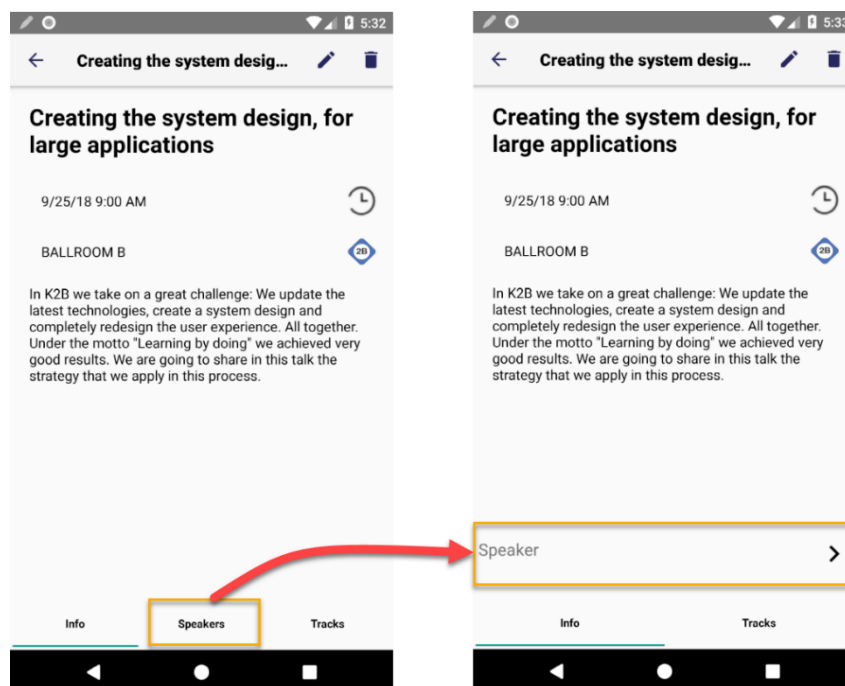 5:32
Creating the system desig...
Creating the system design, for
large applications
9/25/18 9:00 AM
BALLROOM B
2B
In K2B we take on a great challenge: We update the
latest technologies, create a system design and
completely redesign the user experience. All together.
Under the motto "Learning by doing" we achieved very
good results. We are going to share in this talk the
strategy that we apply in this process.
Info Speakers Tracks
5:33
Creating the system desig...
Creating the system design, for
large applications
9/25/18 9:00 AM
BALLROOM B
2B
In K2B we take on a great challenge: We update the
latest technologies, create a system design and
completely redesign the user experience. All together.
Under the motto "Learning by doing" we achieved very
good results. We are going to share in this talk the
strategy that we apply in this process.
Speaker
Info Tracks